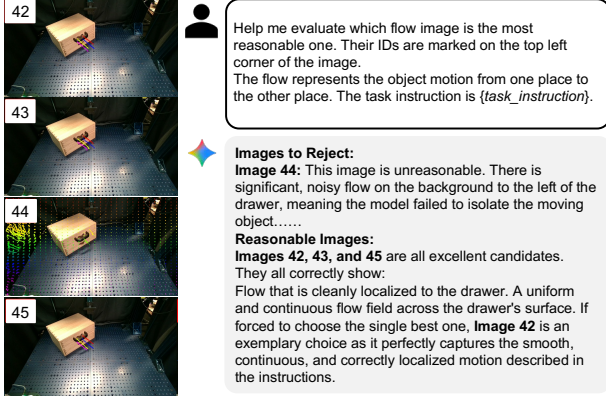 42
43
44
45
Help me evaluate which flow image is the most
reasonable one. Their IDs are marked on the top left
corner of the image.
The flow represents the object motion from one place to
the other place. The task instruction is {task_instruction}.
Images to Reject:
Image 44: This image is unreasonable. There is
significant, noisy flow on the background to the left of the
drawer, meaning the model failed to isolate the moving
object......
Reasonable Images:
Images 42, 43, and 45 are all excellent candidates.
They all correctly show:
Flow that is cleanly localized to the drawer. A uniform
and continuous flow field across the drawer's surface. If
forced to choose the single best one, Image 42 is an
exemplary choice as it perfectly captures the smooth,
continuous, and correctly localized motion described in
the instructions.